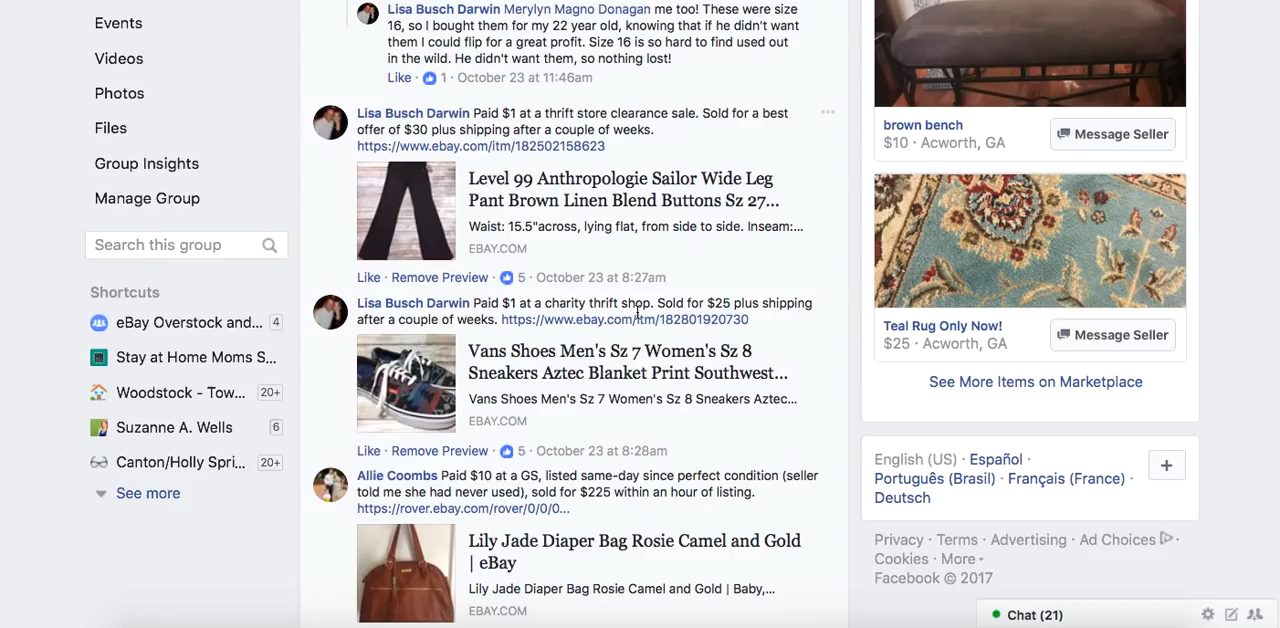 Events
Videos
Photos
Files
Group Insights
Manage Group
Search this group
Shortcuts
eBay Overstock and... 4
Stay at Home Moms S...
Woodstock - Tow... 20+
Suzanne A. Wells 6
Canton/Holly Spri... 20+
See more
Lisa Busch Darwin Merylyn Magno Donagan me too! These were size
16, so I bought them for my 22 year old, knowing that if he didn't want
them I could flip for a great profit. Size 16 is so hard to find used out
in the wild. He didn't want them, so nothing lost!
Like · 1 · October 23 at 11:46am
Lisa Busch Darwin Paid $1 at a thrift store clearance sale. Sold for a best
offer of $30 plus shipping after a couple of weeks.
https://www.ebay.com/itm/182502158623
Level 99 Anthropologie Sailor Wide Leg
Pant Brown Linen Blend Buttons Sz 27...
Waist: 15.5"across, lying flat, from side to side. Inseam:...
EBAY.COM
Like · Remove Preview · 5 · October 23 at 8:27am
Lisa Busch Darwin Paid $1 at a charity thrift shop. Sold for $25 plus shipping
after a couple of weeks. https://www.ebay.com/itm/182801920730
Vans Shoes Men's Sz 7 Women's Sz 8
Sneakers Aztec Blanket Print Southwest...
Vans Shoes Men's Sz 7 Women's Sz 8 Sneakers Aztec...
EBAY.COM
Like · Remove Preview · 5 · October 23 at 8:28am
Allie Coombs Paid $10 at a GS, listed same-day since perfect condition (seller
told me she had never used), sold for $225 within an hour of listing.
https://rover.ebay.com/rover/0/0/0...
Lily Jade Diaper Bag Rosie Camel and Gold
| eBay
Lily Jade Diaper Bag Rosie Camel and Gold | Baby,...
EBAY.COM
brown bench
$10 · Acworth, GA
Message Seller
Teal Rug Only Now!
$25 · Acworth, GA
Message Seller
See More Items on Marketplace
English (US) · Español ·
Português (Brasil) · Français (France) ·
Deutsch
Privacy · Terms · Advertising · Ad Choices ·
Cookies · More
Facebook © 2017
Chat (21)